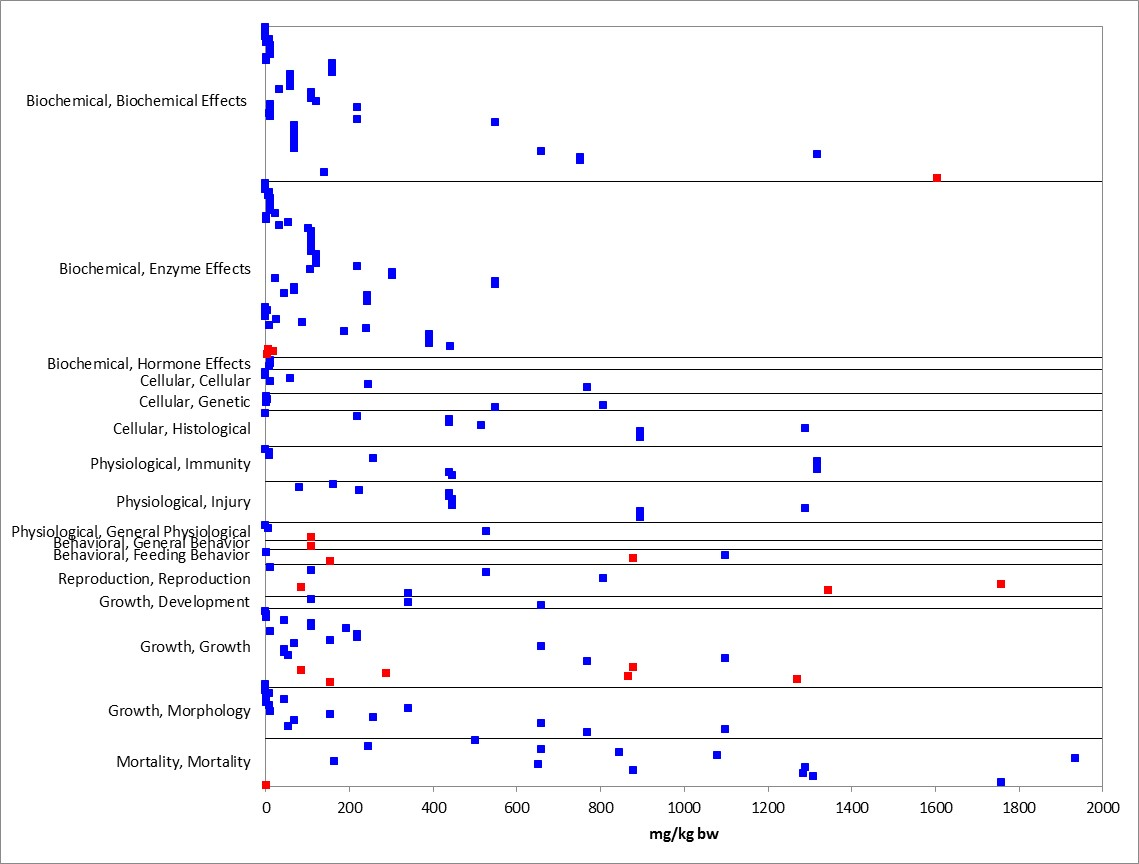 Biochemical, Biochemical Effects
Biochemical, Enzyme Effects
Biochemical, Hormone Effects
Cellular, Cellular
Cellular, Genetic
Cellular, Histological
Physiological, Immunity
Physiological, Injury
Physiological, General Physiological
Behavioral, General Behavior
Behavioral, Feeding Behavior
Reproduction, Reproduction
Growth, Development
Growth, Growth
Growth, Morphology
Mortality, Mortality
0 200 400 600 800 1000 1200 1400 1600 1800 2000
mg/kg bw